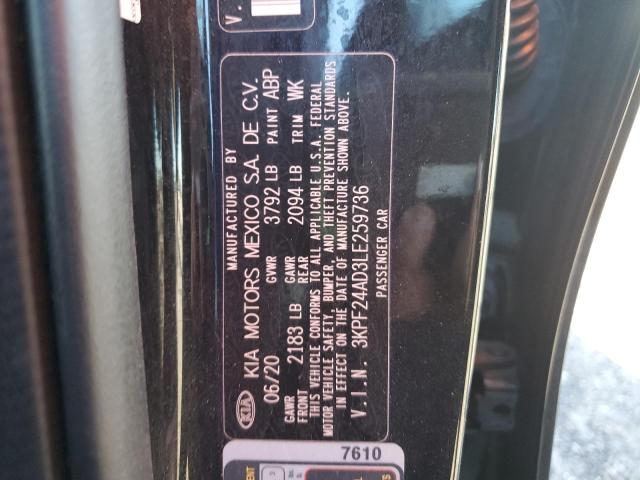 V.
MANUFACTURED BY
KIA KIA MOTORS MEXICO S.A. DE C.V.
06/20 GVWR 3792 LB PAINT ABP
GAWR FRONT 2183 LB GAWR REAR 2094 LB TRIM WK
THIS VEHICLE CONFORMS TO ALL APPLICABLE U.S.A. FEDERAL
MOTOR VEHICLE SAFETY, BUMPER, AND THEFT PREVENTION STANDARDS
IN EFFECT ON THE DATE OF MANUFACTURE SHOWN ABOVE.
V.I.N. 3KPF24AD3LE259736
PASSENGER CAR
7610